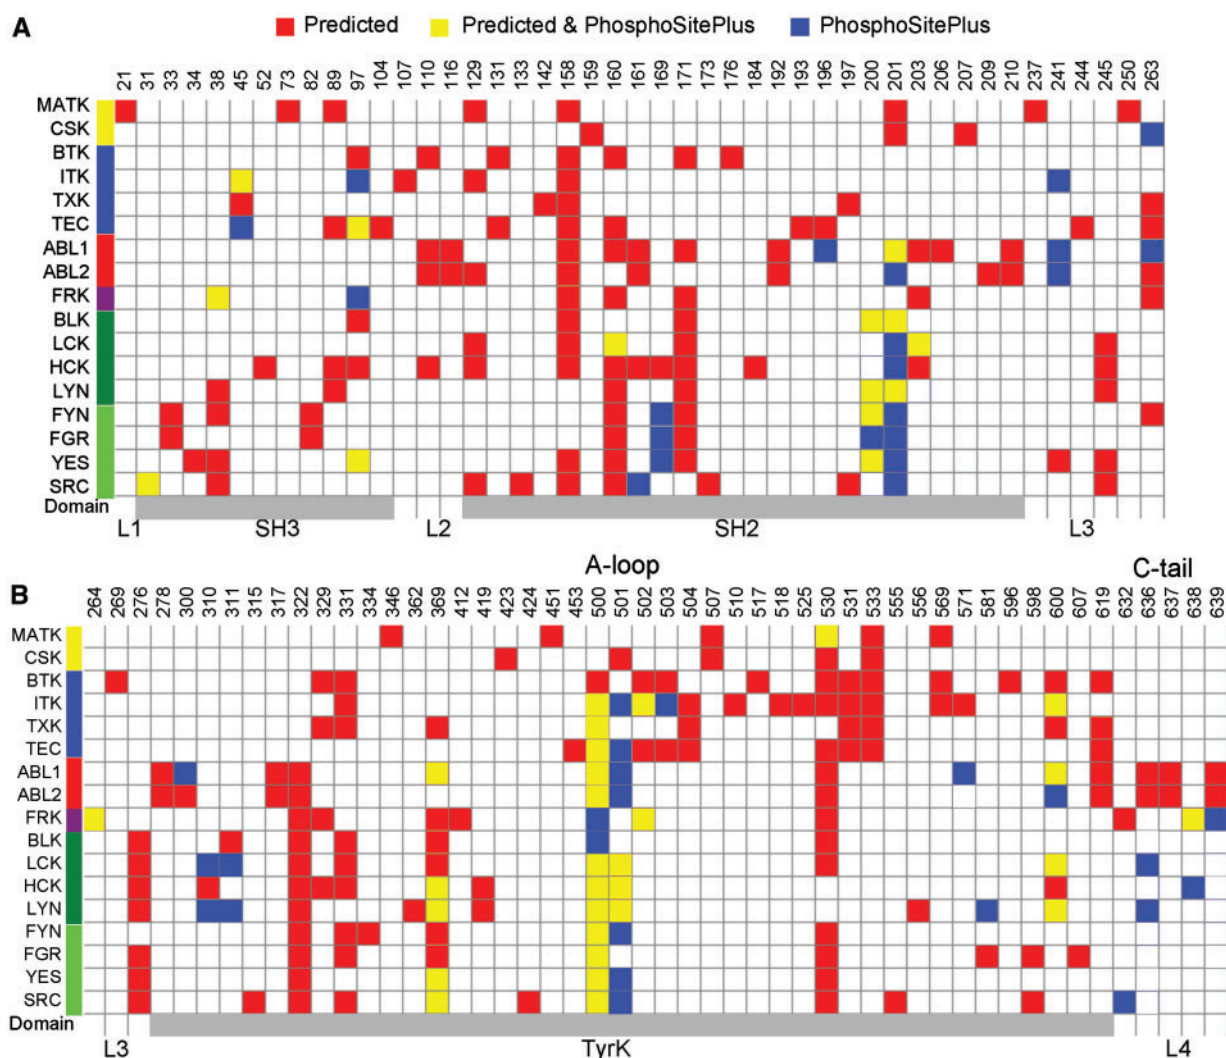 A
Predicted Predicted & PhosphoSitePlus PhosphoSitePlus
21 31 33 34 38 45 52 73 82 89 97 104 107 110 116 129 131 133 142 158 159 160 161 169 171 173 176 184 192 193 196 197 200 201 203 206 207 209 210 237 241 244 245 250 263
MATK
CSK
BTK
ITK
TXK
TEC
ABL1
ABL2
FRK
BLK
LCK
HCK
LYN
FYN
FGR
YES
SRC
Domain
L1 SH3 L2 SH2 L3
A-loop C-tail
B
264 269 276 278 300 310 311 315 317 322 329 331 334 346 362 369 412 419 423 424 451 453 500 501 502 503 504 507 510 517 518 525 530 531 533 555 556 569 571 581 596 598 600 607 619 632 636 637 638 639
MATK
CSK
BTK
ITK
TXK
TEC
ABL1
ABL2
FRK
BLK
LCK
HCK
LYN
FYN
FGR
YES
SRC
Domain
L3 TyrK L4